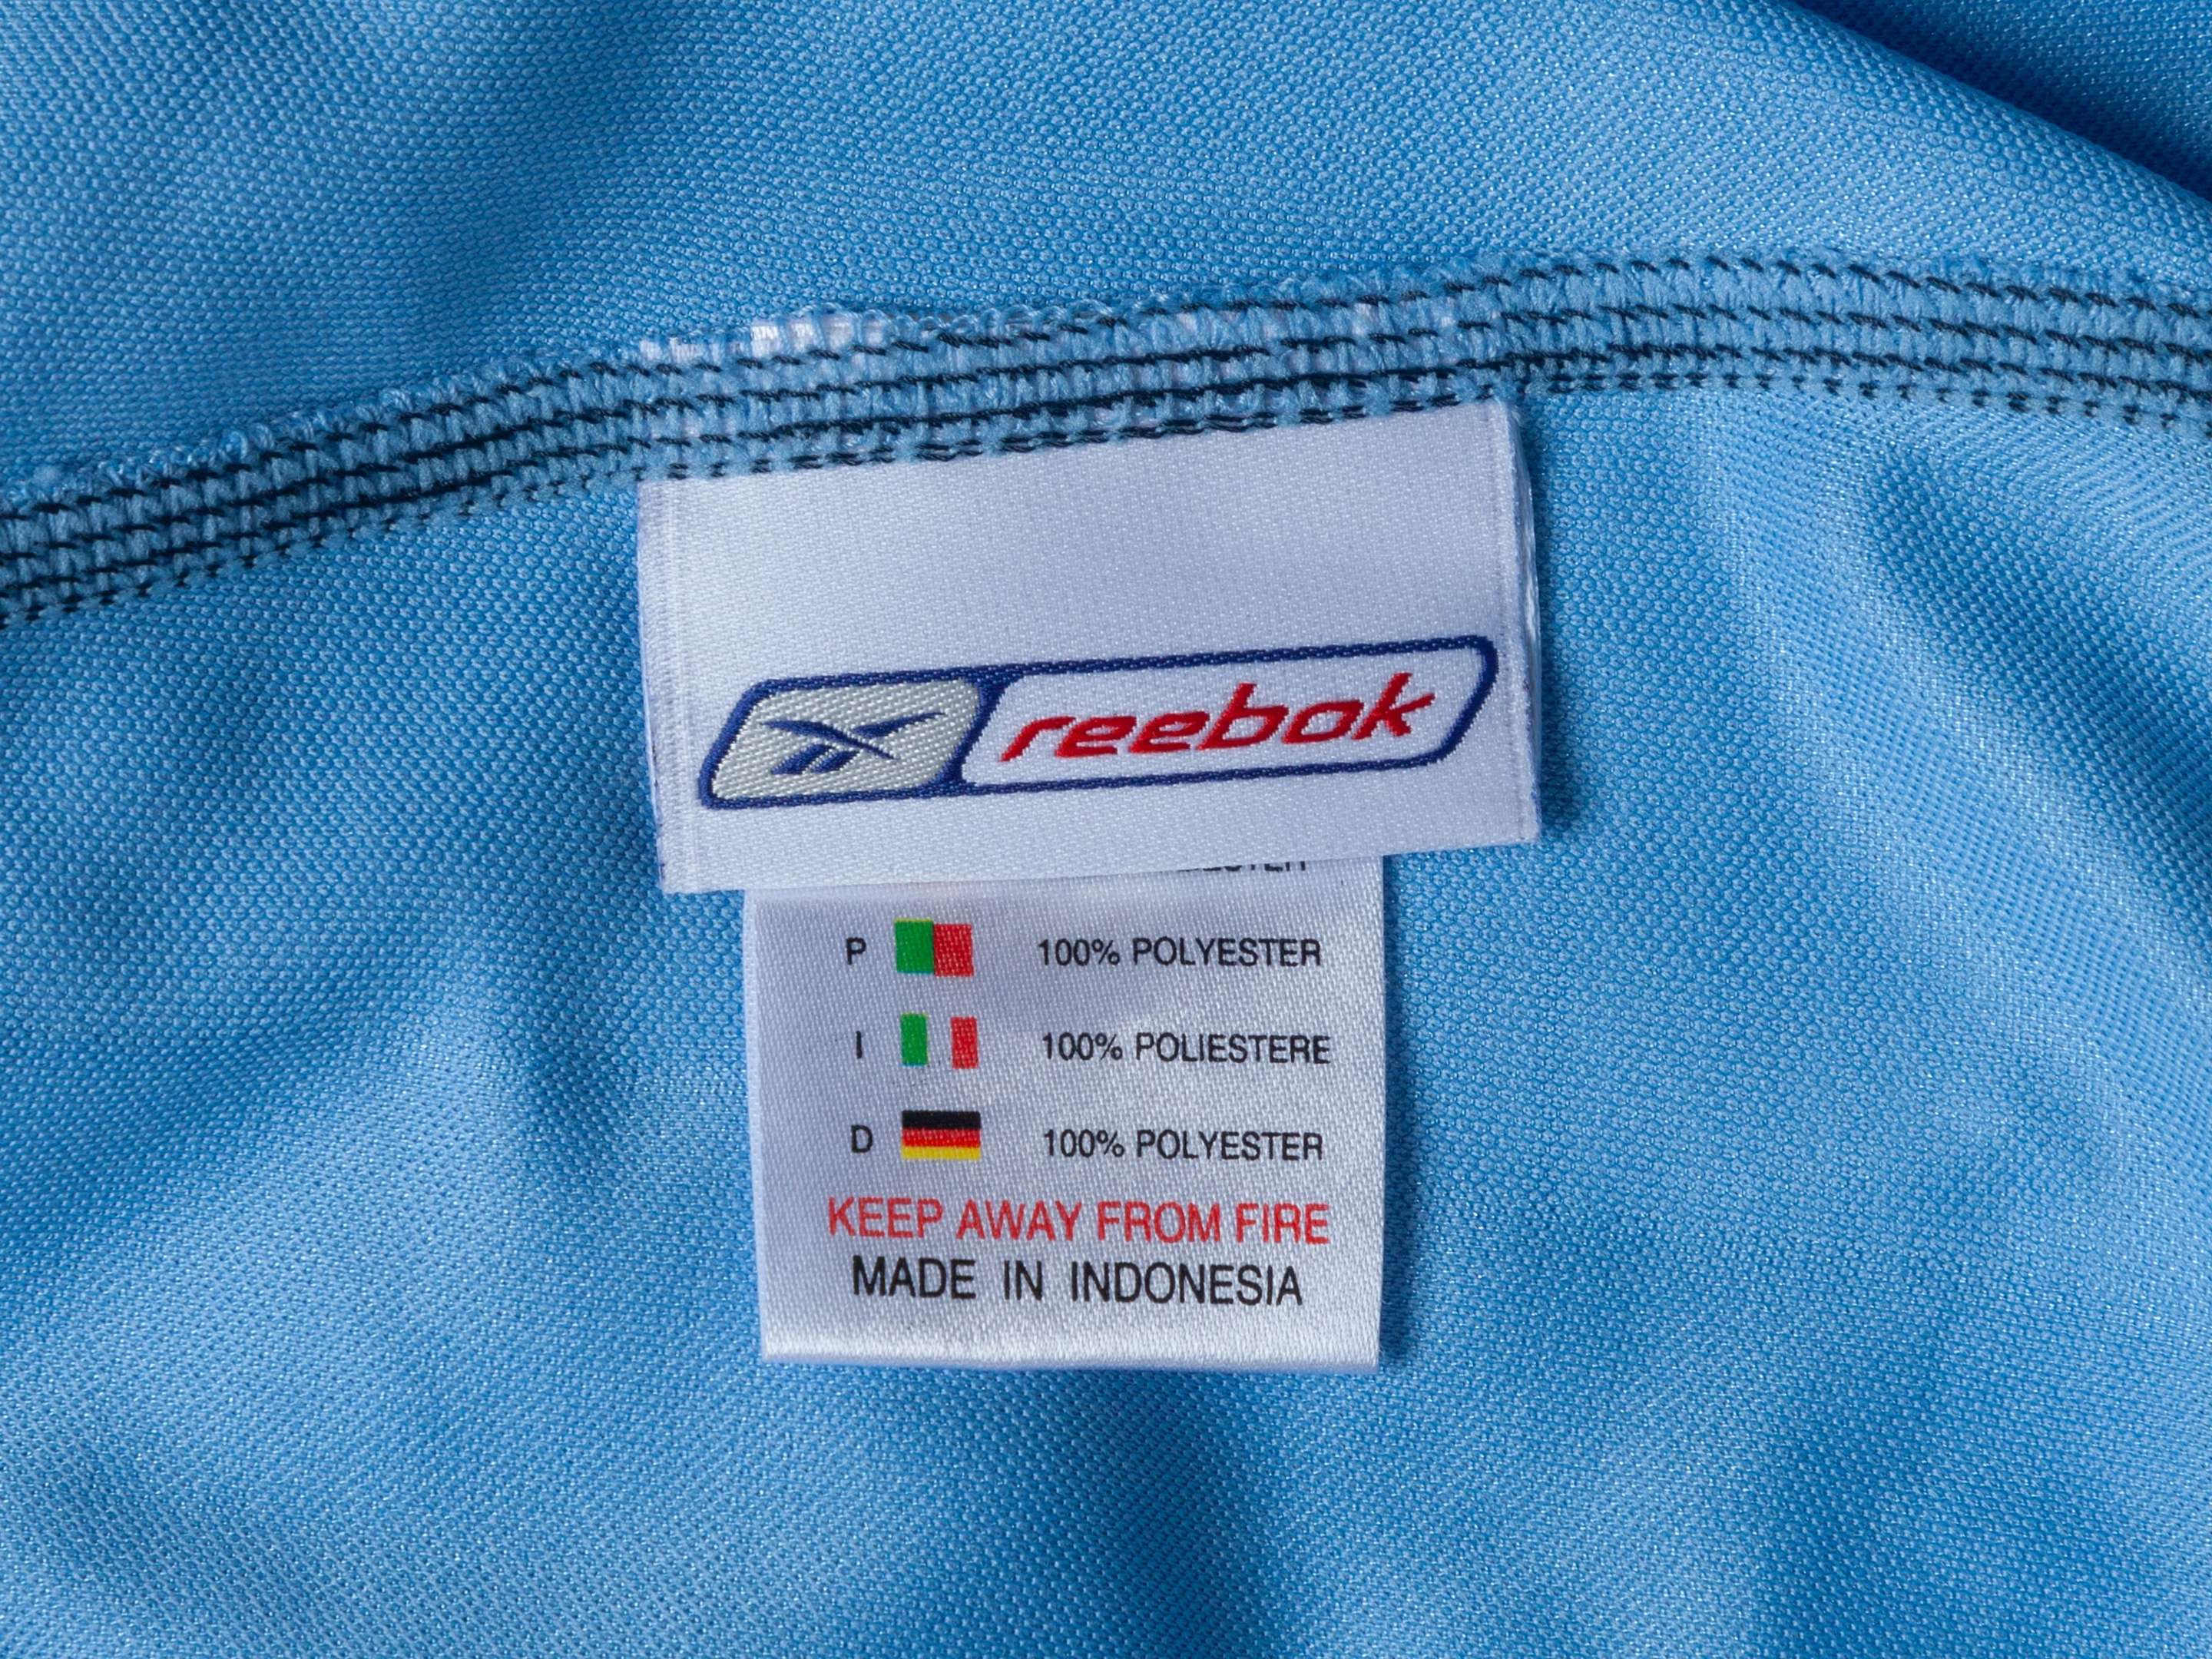 reebok
P 100% POLYESTER
I 100% POLIESTERE
D 100% POLYESTER
KEEP AWAY FROM FIRE
MADE IN INDONESIA